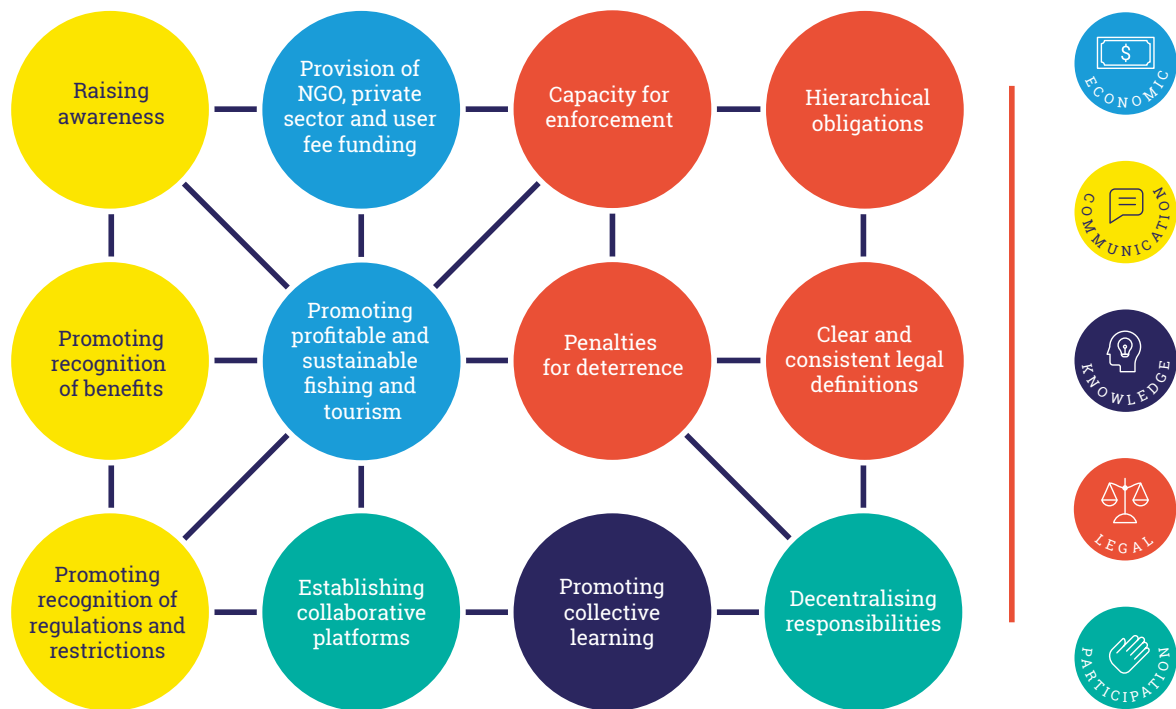 Raising
awareness
Provision of
NGO, private
sector and user
fee funding
Capacity for
enforcement
Hierarchical
obligations
Promoting
recognition
of benefits
Promoting
profitable and
sustainable
fishing and
tourism
Penalties
for deterrence
Clear and
consistent legal
definitions
Promoting
recognition of
regulations and
restrictions
Establishing
collaborative
platforms
Promoting
collective
learning
Decentralising
responsibilities
$
ECONOMIC
COMMUNICATION
KNOWLEDGE
LEGAL
PARTICIPATION